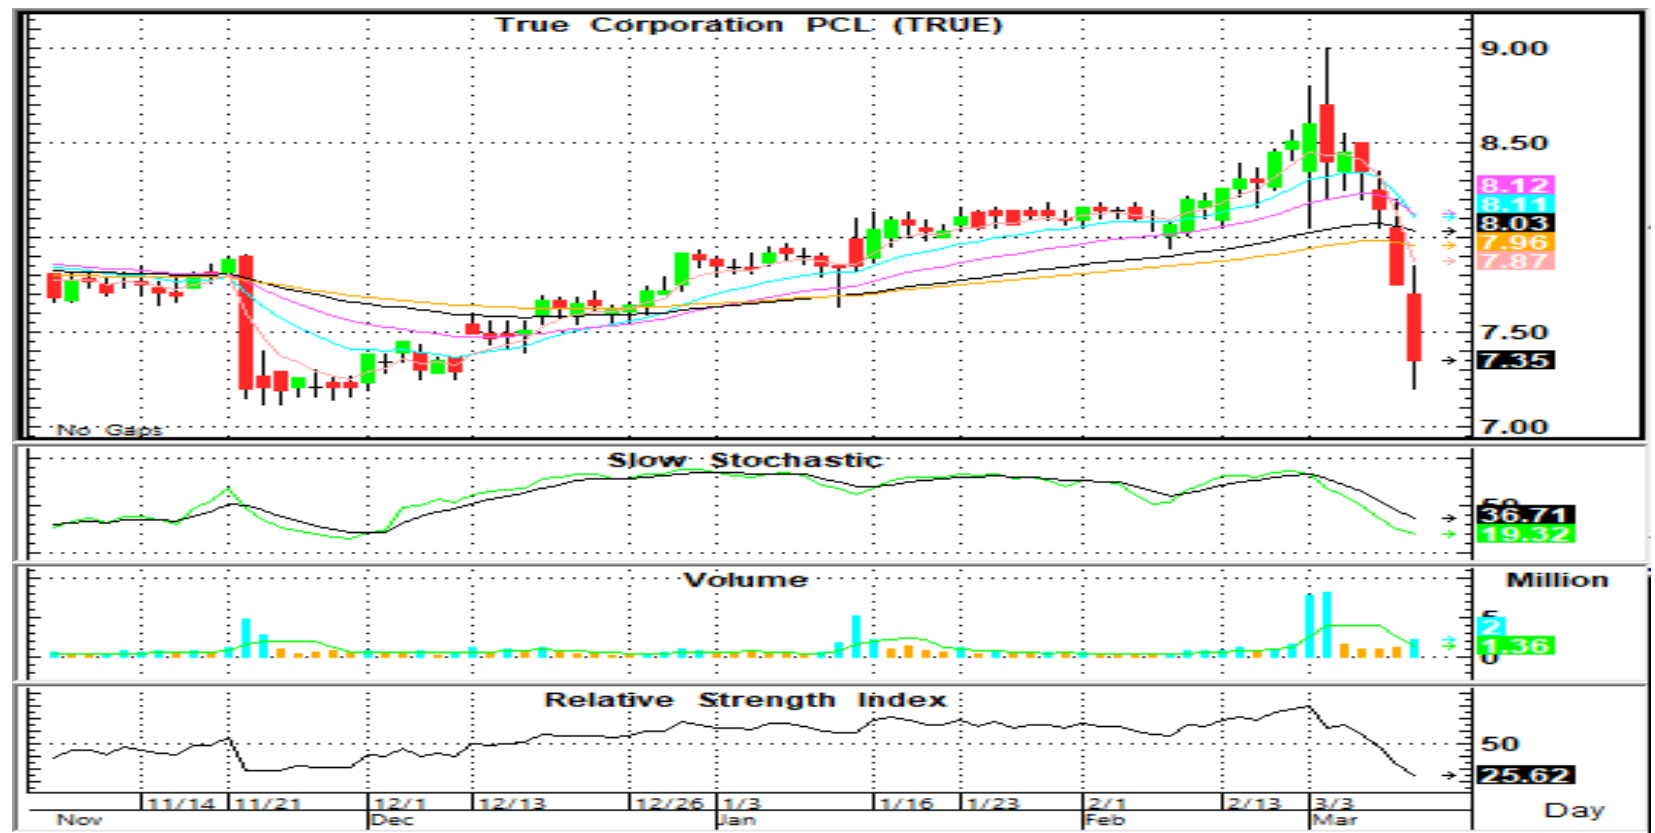 True Corporation PCL (TRUE)
9.00
8.50
8.12
8.11
8.03
7.96
7.87
7.50
7.35
7.00
No Gaps
Slow Stochastic
50
36.71
19.32
Volume
Million
5
2
1.36
0
Relative Strength Index
50
25.62
11/14 11/21 12/1 12/13 12/26 1/3 1/16 1/23 2/1 2/13 3/3
Nov Dec Jan Feb Mar
Day